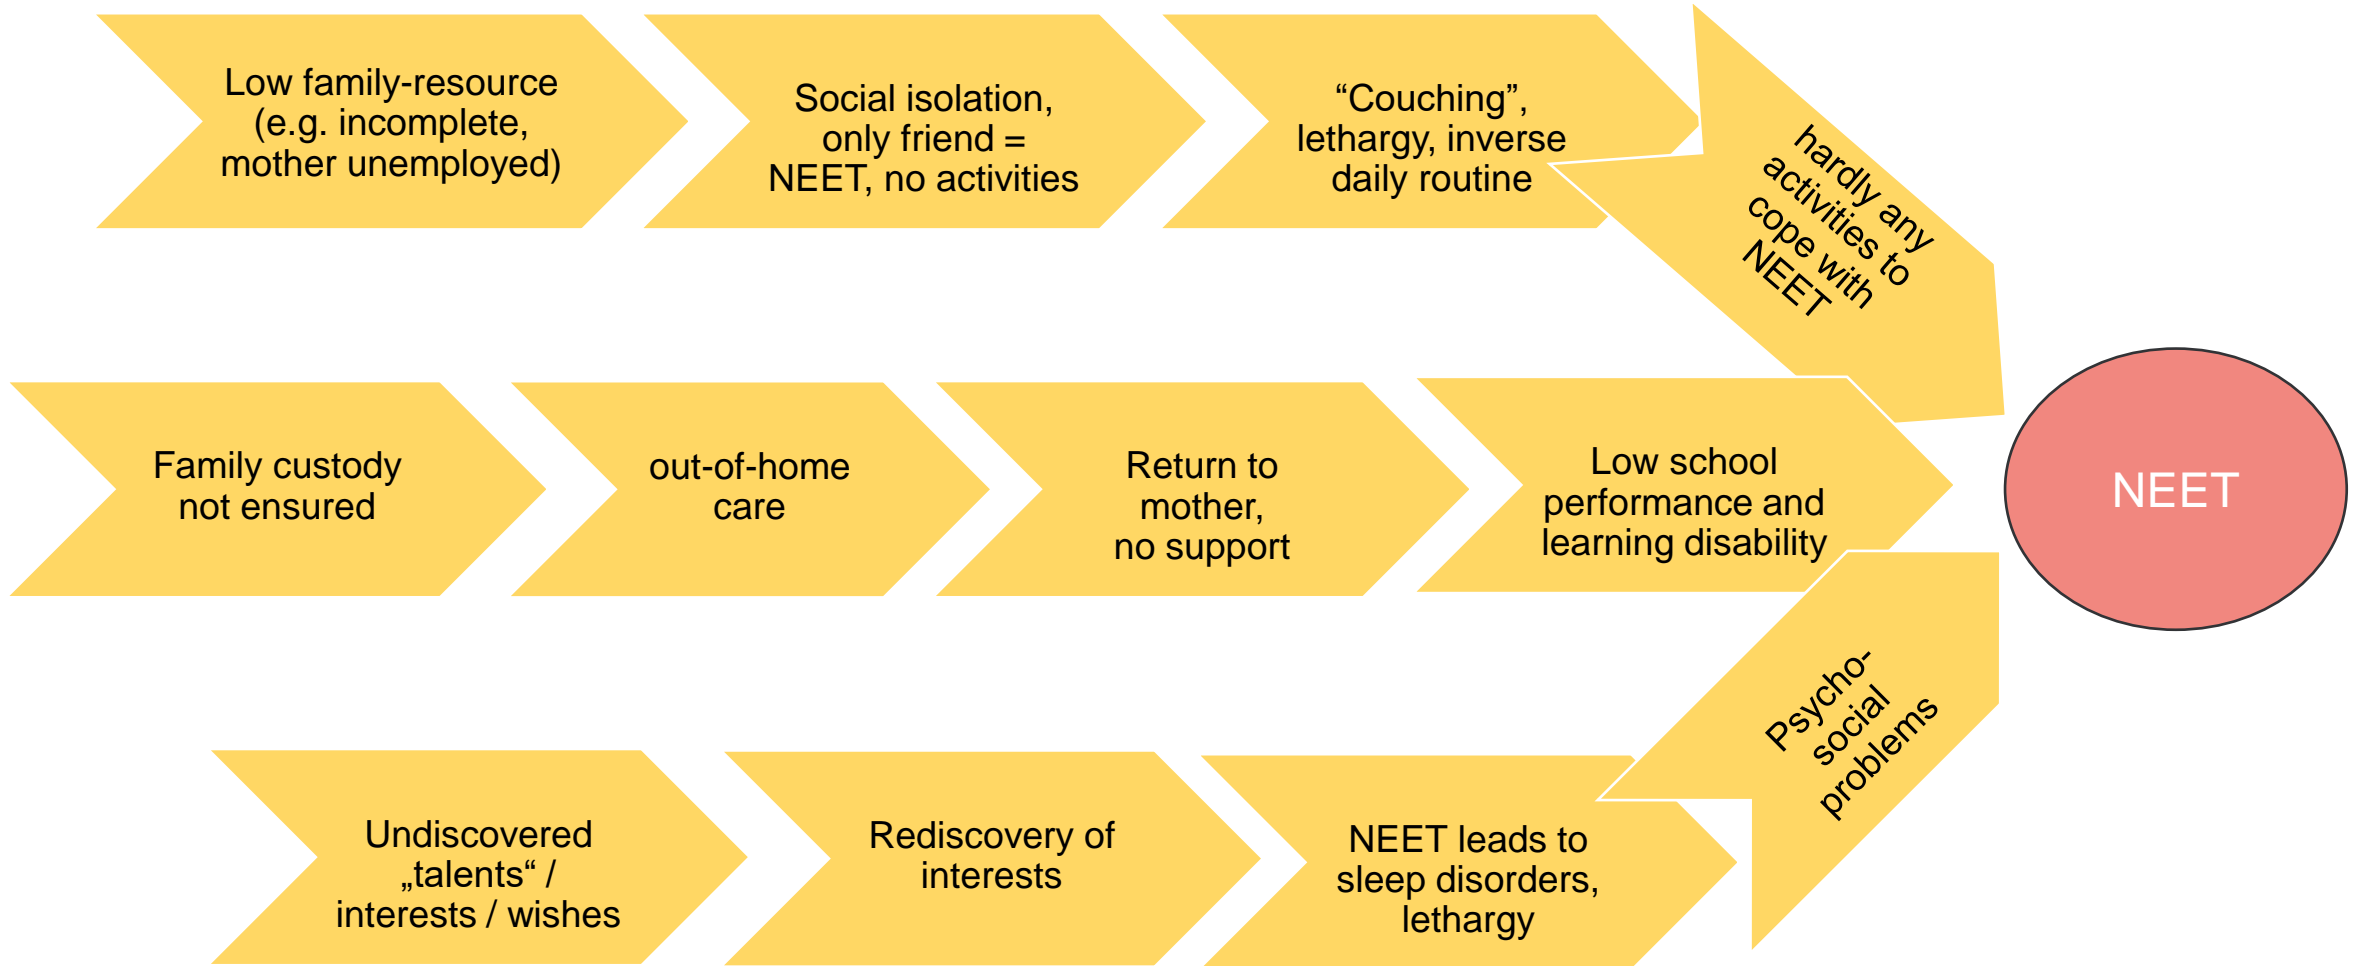 Low family-resource
(e.g. incomplete,
mother unemployed)
Social isolation,
only friend =
NEET, no activities
“Couching”,
lethargy, inverse
daily routine
hardly any
activities to
cope with
NEET
Family custody
not ensured
out-of-home
care
Return to
mother,
no support
Low school
performance and
learning disability
NEET
Undiscovered
„talents“ /
interests / wishes
Rediscovery of
interests
NEET leads to
sleep disorders,
lethargy
Psycho-
social
problems